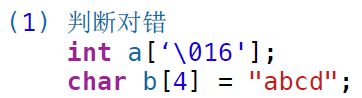 (1) 判断对错
int a[‘\016'];
char b[4] = "abcd";